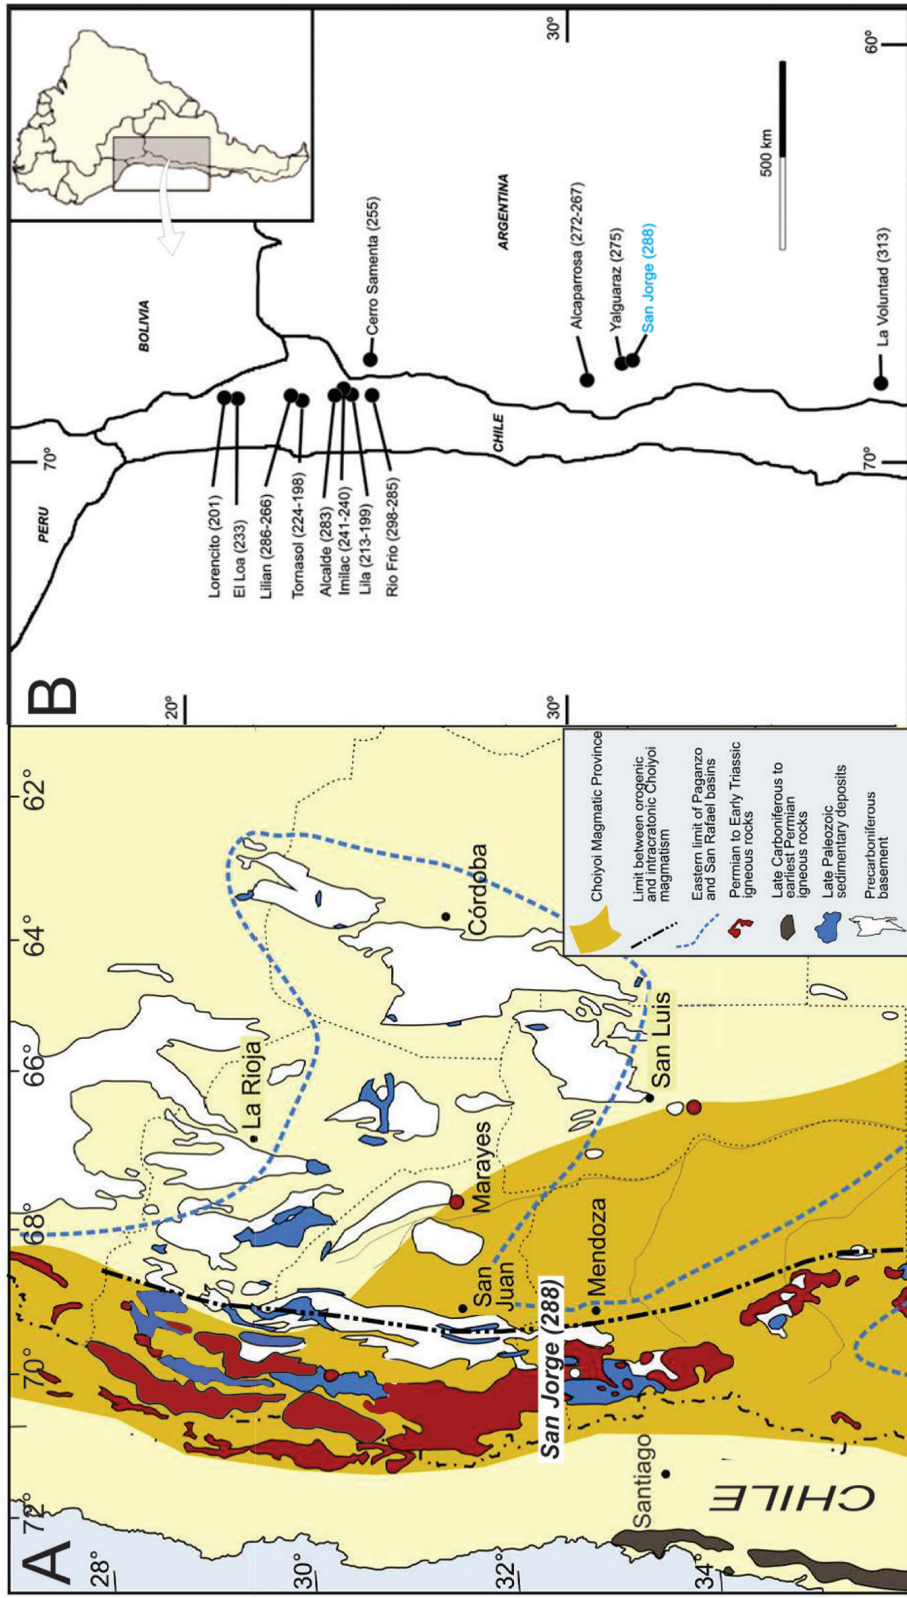 A
72°
70°
68°
66°
64°
62°
28°
30°
32°
34°
La Rioja
Córdoba
Marayes
San Luis
San
Juan
Mendoza
San Jorge (288)
Santiago
CHILE
Choiyoi Magmatic Province
Limit between orogenic
and intracratonic Choiyoi
magmatism
Eastern limit of Paganzo
and San Rafael basins
Permian to Early Triassic
igneous rocks
Late Carboniferous to
earliest Permian
igneous rocks
Late Paleozoic
sedimentary deposits
Precarboniferous
basement
B
70°
20°
30°
30°
70°
60°
PERU
BOLIVIA
CHILE
ARGENTINA
Lorencito (201)
El Loa (233)
Lilian (286-266)
Tornasol (224-198)
Alcalde (283)
Imilac (241-240)
Lila (213-199)
Rio Frio (298-285)
Cerro Samenta (255)
Alcaparrosa (272-267)
Yalguaraz (275)
San Jorge (288)
La Voluntad (313)
500 km